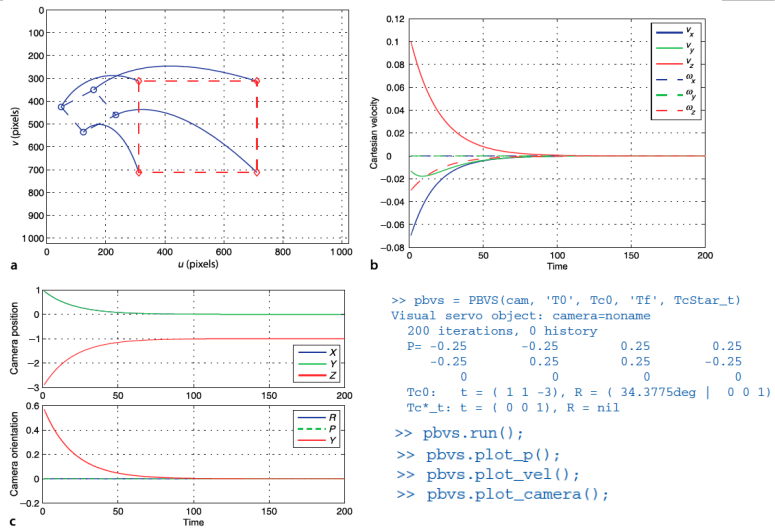 0
100
200
300
400
500
600
700
800
900
1 000
v (pixels)
0 200 400 600 800 1 000
u (pixels)
a
0.12
0.1
0.08
0.06
0.04
0.02
0
−0.02
−0.04
−0.06
−0.08
Cartesian velocity
0 50 100 150 200
Time
v_x
v_y
v_z
ω_x
ω_y
ω_z
b
1
0
−1
−2
−3
Camera position
0 50 100 150 200
X
Y
Z
0.6
0.4
0.2
0
−0.2
Camera orientation
0 50 100 150 200
Time
R
P
Y
c
>> pbvs = PBVS(cam, 'T0', Tc0, 'Tf', TcStar_t)
Visual servo object: camera=noname
200 iterations, 0 history
P= -0.25 -0.25 0.25 0.25
-0.25 0.25 0.25 -0.25
0 0 0 0
Tc0: t = ( 1 1 -3), R = ( 34.3775deg | 0 0 1)
Tc*_t: t = ( 0 0 1), R = nil
>> pbvs.run();
>> pbvs.plot_p();
>> pbvs.plot_vel();
>> pbvs.plot_camera();